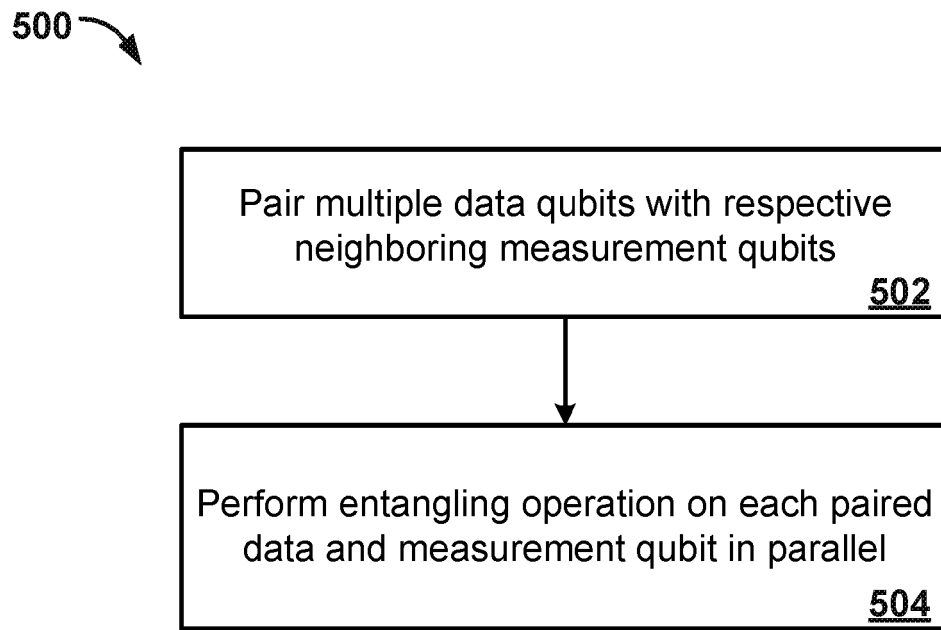 500
Pair multiple data qubits with respective
neighboring measurement qubits
502
Perform entangling operation on each paired
data and measurement qubit in parallel
504